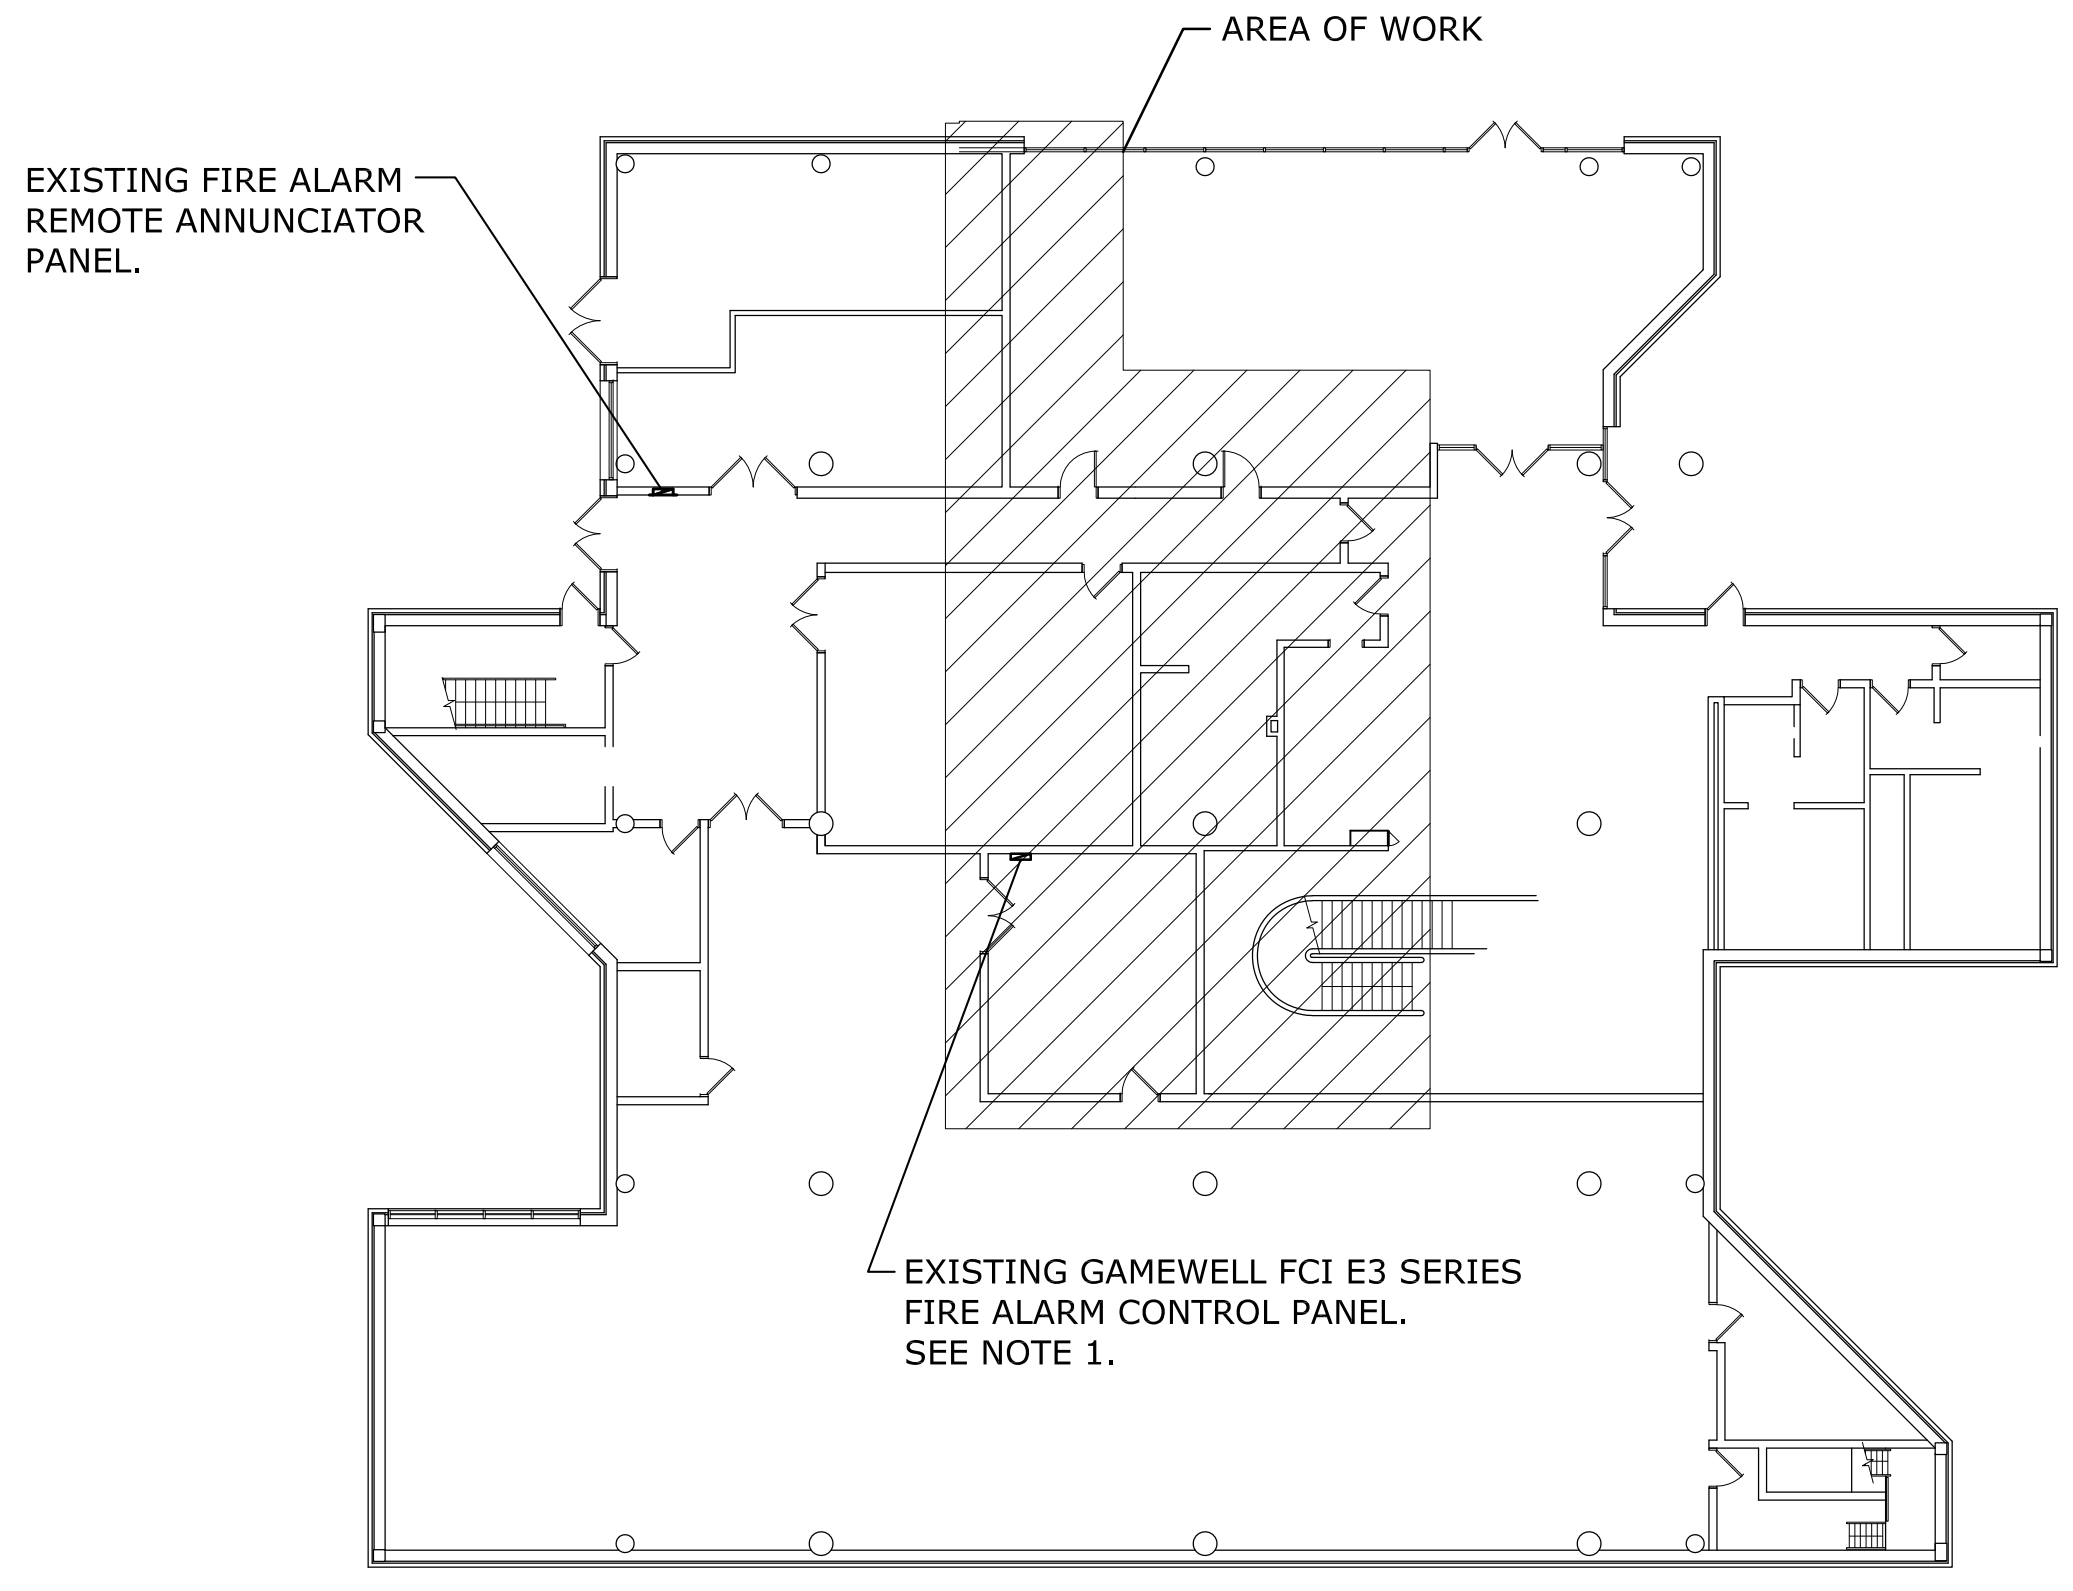 AREA OF WORK
EXISTING FIRE ALARM
REMOTE ANNUNCIATOR
PANEL.
EXISTING GAMEWELL FCI E3 SERIES
FIRE ALARM CONTROL PANEL.
SEE NOTE 1.